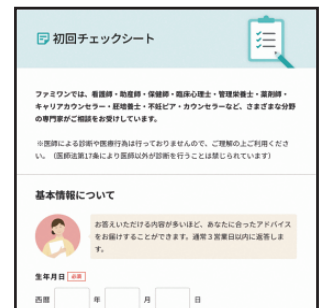 初回チェックシート
ファミワンでは、看護師・助産師・保健師・臨床心理士・管理栄養士・薬剤師・
キャリアカウンセラー・胚培養士・不妊ピア・カウンセラーなど、さまざまな分野
の専門家がご相談をお受けしています。
※医師による診断や医療行為は行っておりませんので、ご理解の上ご利用くださ
い。（医師法第17条により医師以外が診断を行うことは禁じられています）
基本情報について
お答えいただける内容が多いほど、あなたに合ったアドバイス
をお届けすることができます。通常３営業日以内に返答しま
す。
生年月日 必須
西暦 年 月 日